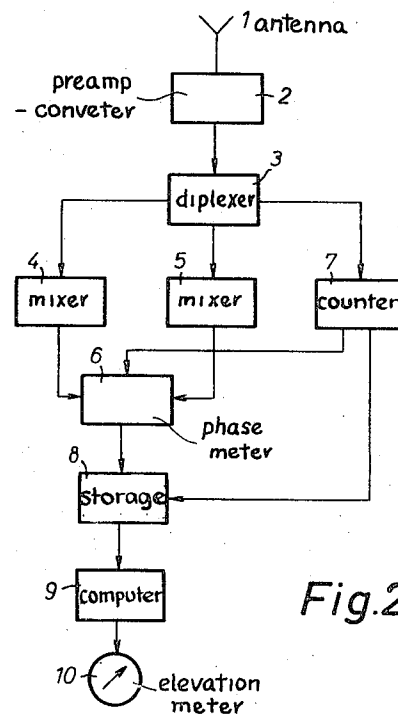 1 antenna
preamp
- conveter
2
3
diplexer
4
mixer
5
mixer
7
counter
6
phase
meter
8
storage
9
computer
Fig.2
10
elevation
meter